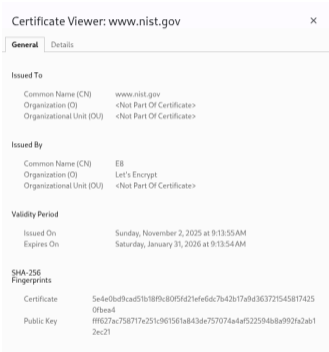 Certificate Viewer: www.nist.gov
General Details
Issued To
Common Name (CN) www.nist.gov
Organization (O) <Not Part Of Certificate>
Organizational Unit (OU) <Not Part Of Certificate>
Issued By
Common Name (CN) E8
Organization (O) Let's Encrypt
Organizational Unit (OU) <Not Part Of Certificate>
Validity Period
Issued On Sunday, November 2, 2025 at 9:13:55 AM
Expires On Saturday, January 31, 2026 at 9:13:54 AM
SHA-256
Fingerprints
Certificate 5e4e0bd9cad51b18f9c80f5fd21efe6dc7b42b17a9d363721545817425
0fbea4
Public Key fff627ac758717e251c961561a843de757074a4af522594b8a992fa2ab1
2ec21